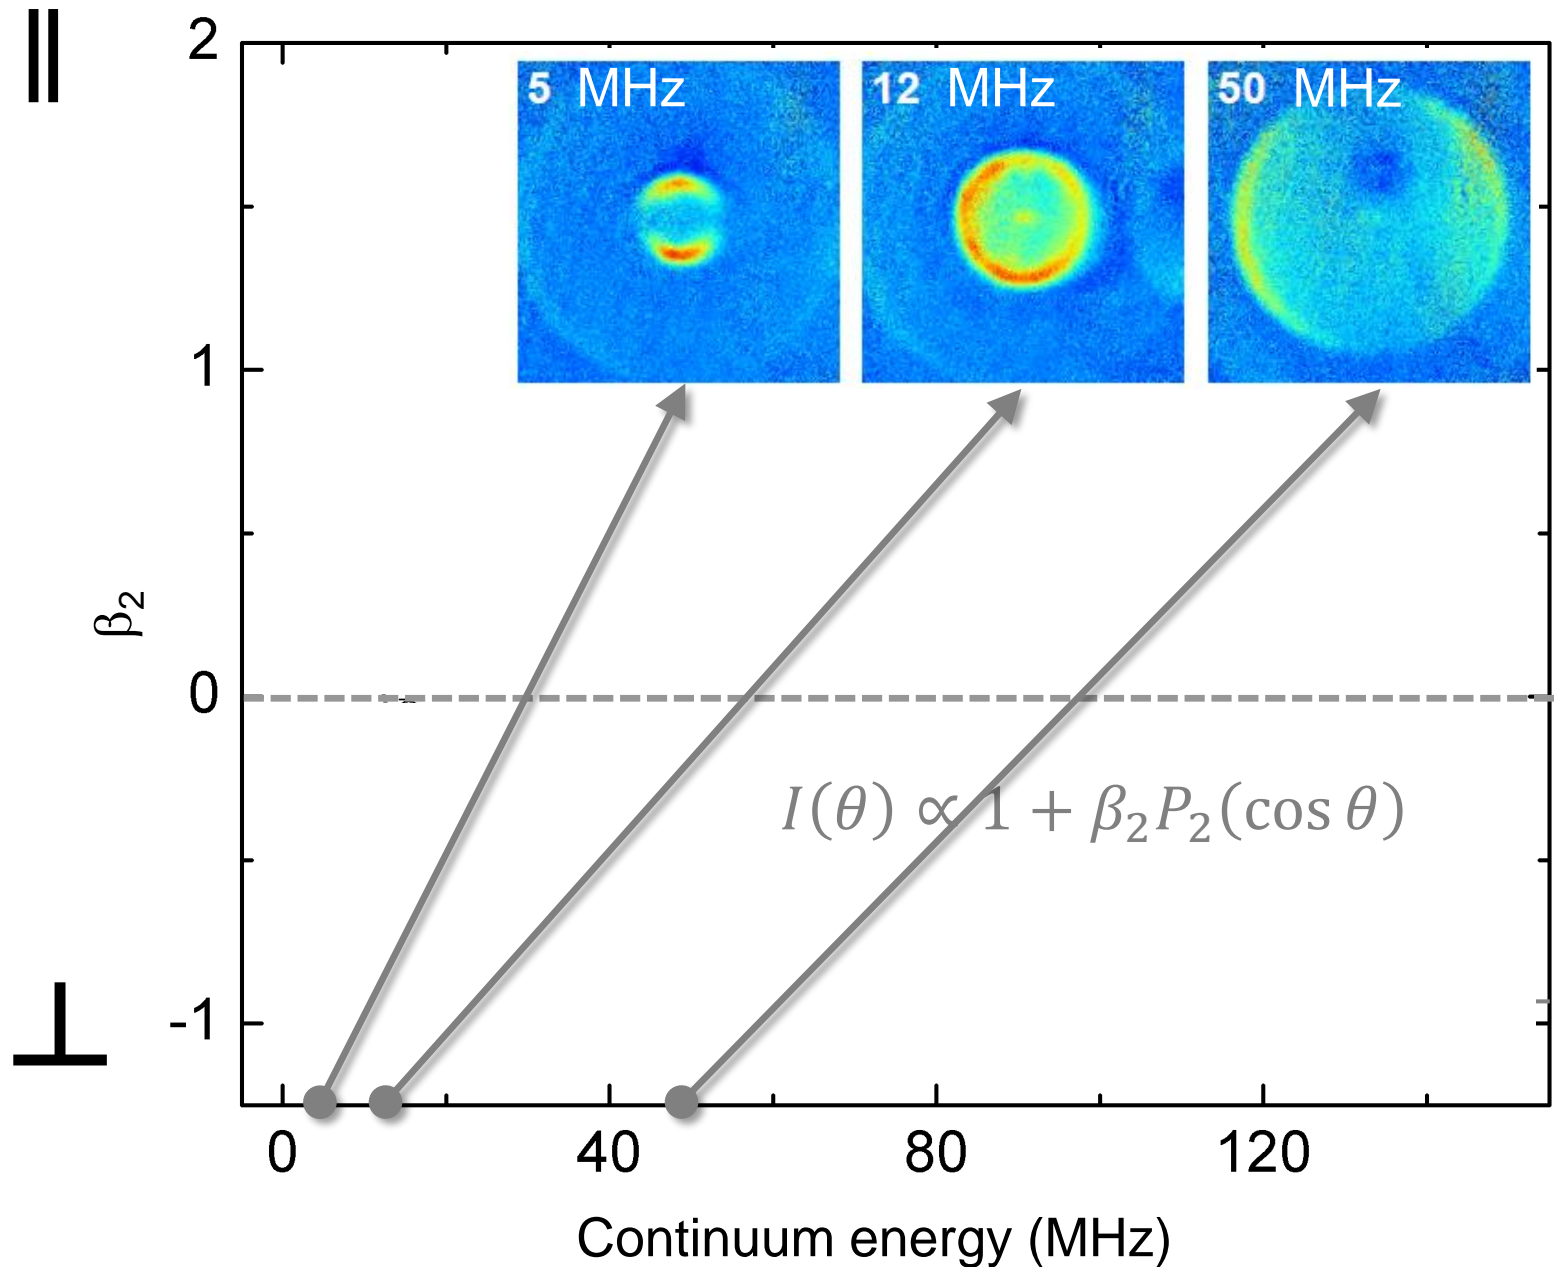 ∥
2
5 MHz
12 MHz
50 MHz
1
β₂
0
I(θ) ∝ 1 + β₂P₂(cos θ)
-1
⊥
0 40 80 120
Continuum energy (MHz)